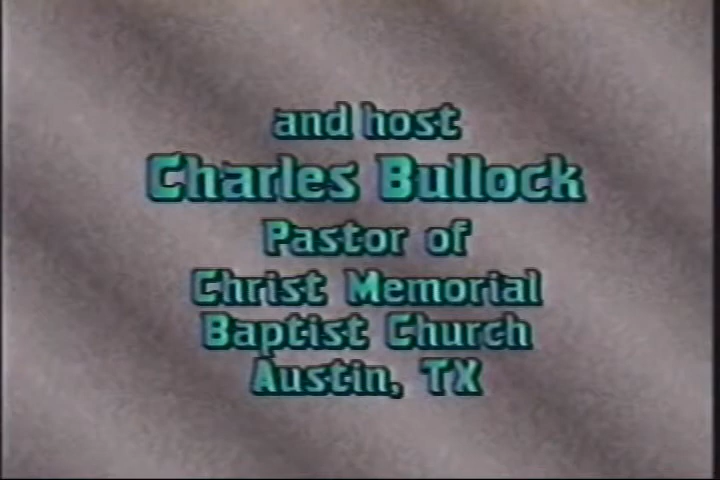 and host
Charles Bullock
Pastor of
Christ Memorial
Baptist Church
Austin, TX